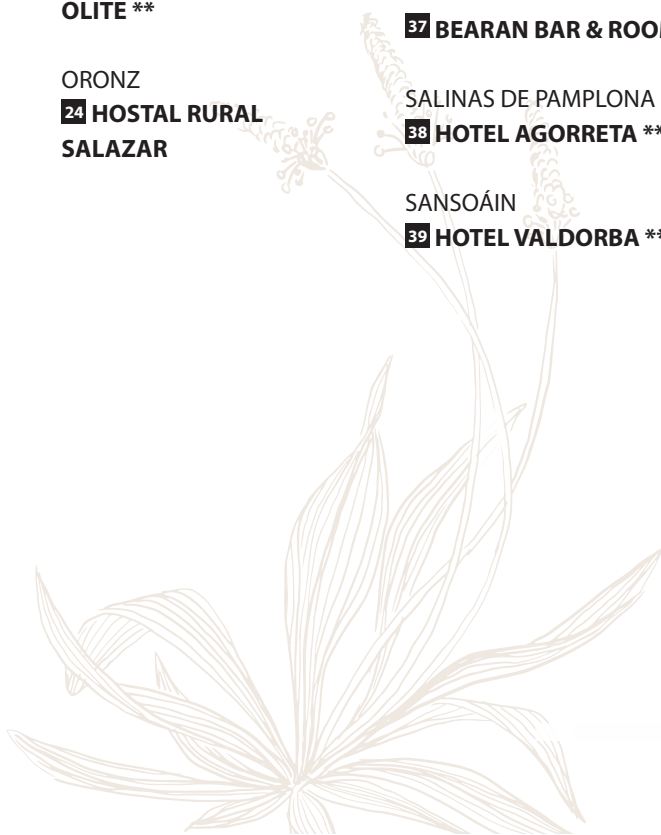 OLITE **
ORONZ
24 HOSTAL RURAL
SALAZAR
37 BEARAN BAR & ROOM
SALINAS DE PAMPLONA
38 HOTEL AGORRETA **
SANSOÁIN
39 HOTEL VALDORBA **